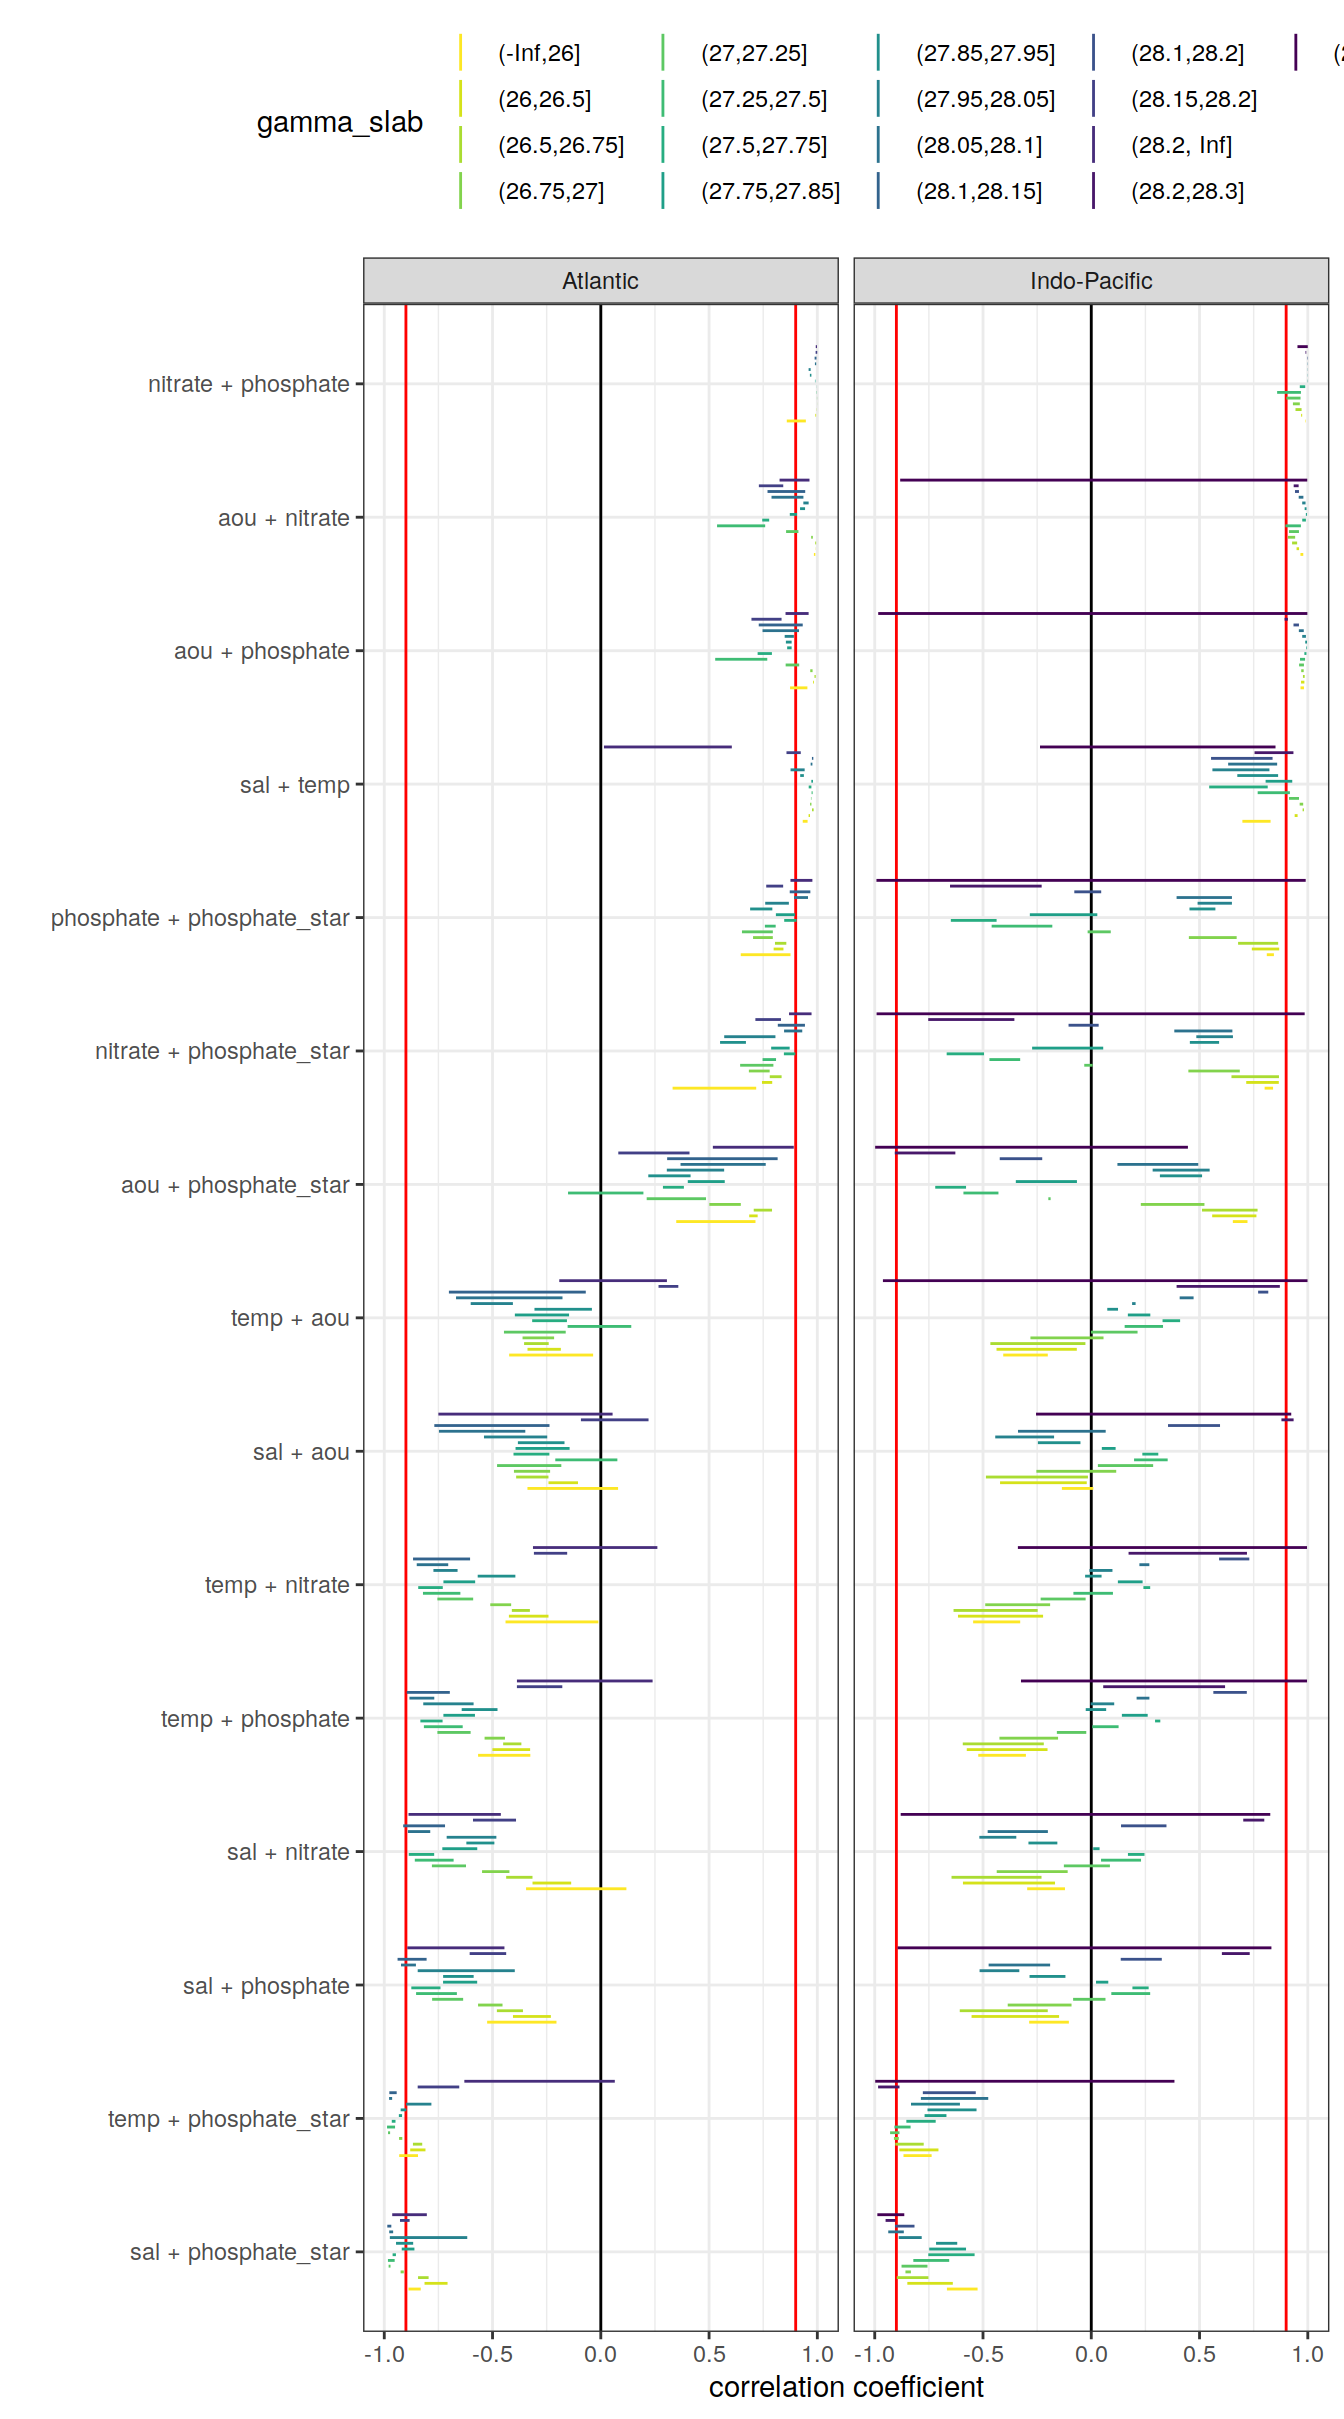 gamma_slab
(-Inf,26] (27,27.25] (27.85,27.95] (28.1,28.2]
(26,26.5] (27.25,27.5] (27.95,28.05] (28.15,28.2]
(26.5,26.75] (27.5,27.75] (28.05,28.1] (28.2, Inf]
(26.75,27] (27.75,27.85] (28.1,28.15] (28.2,28.3]
Atlantic Indo-Pacific
nitrate + phosphate
aou + nitrate
aou + phosphate
sal + temp
phosphate + phosphate_star
nitrate + phosphate_star
aou + phosphate_star
temp + aou
sal + aou
temp + nitrate
temp + phosphate
sal + nitrate
sal + phosphate
temp + phosphate_star
sal + phosphate_star
-1.0 -0.5 0.0 0.5 1.0 -1.0 -0.5 0.0 0.5 1.0
correlation coefficient